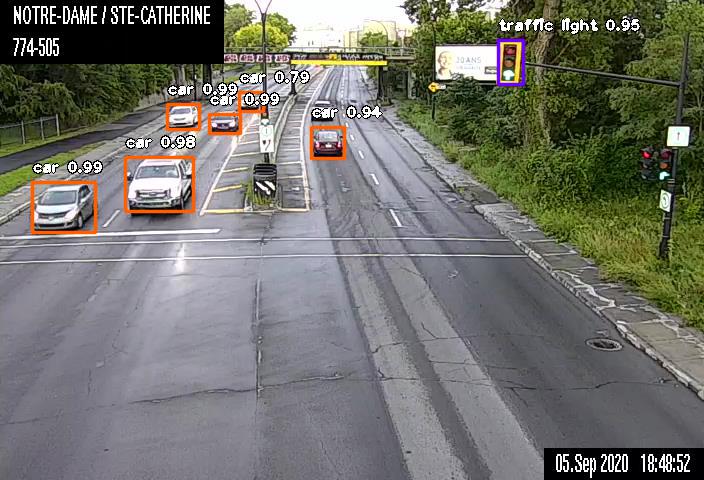 NOTRE-DAME / STE-CATHERINE
774-505
traffic light 0.95
car 0.79
car 0.99
car 0.99
car 0.94
car 0.98
car 0.99
05.Sep 2020 18:48:52